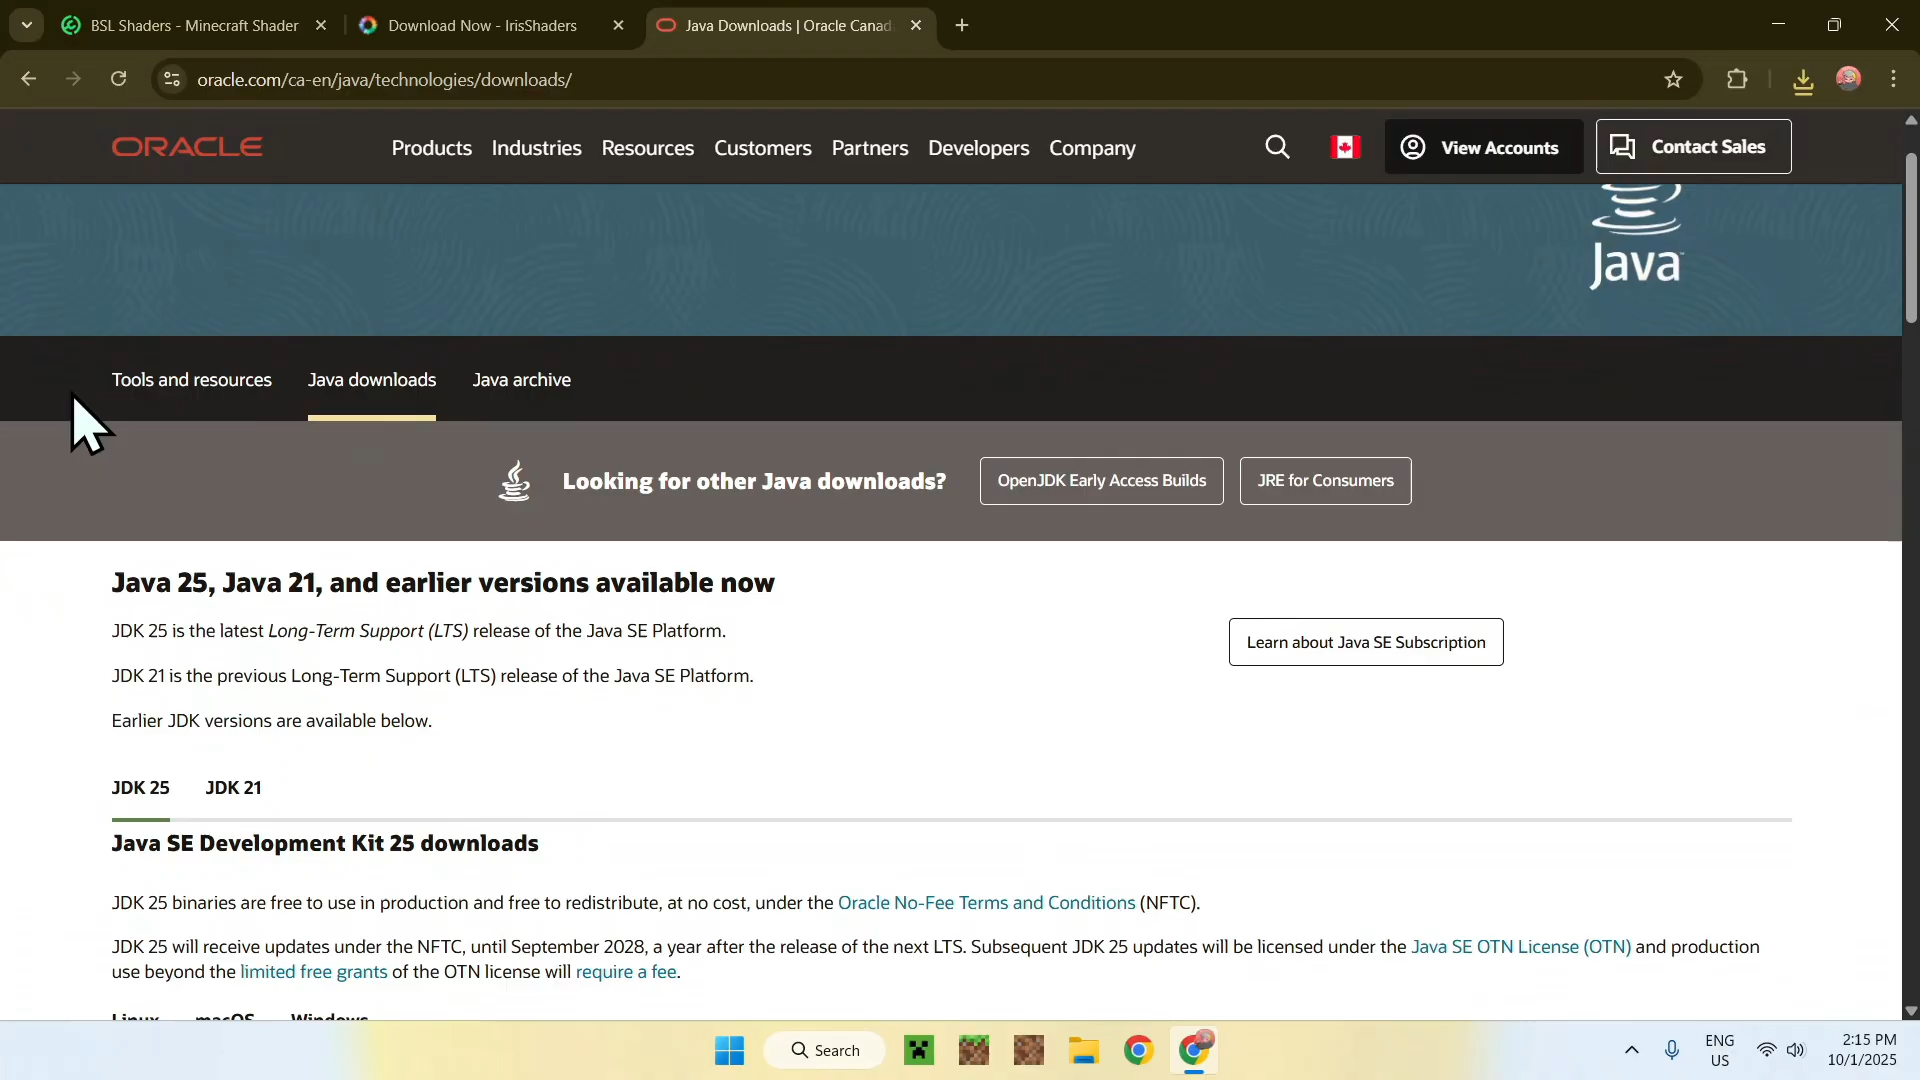 BSL Shaders - Minecraft Shader
Download Now - IrisShaders
Java Downloads | Oracle Canad
oracle.com/ca-en/java/technologies/downloads/
ORACLE
Products Industries Resources Customers Partners Developers Company
View Accounts
Contact Sales
Java
Tools and resources
Java downloads
Java archive
Looking for other Java downloads?
OpenJDK Early Access Builds
JRE for Consumers
Java 25, Java 21, and earlier versions available now
JDK 25 is the latest Long-Term Support (LTS) release of the Java SE Platform.
Learn about Java SE Subscription
JDK 21 is the previous Long-Term Support (LTS) release of the Java SE Platform.
Earlier JDK versions are available below.
JDK 25
JDK 21
Java SE Development Kit 25 downloads
JDK 25 binaries are free to use in production and free to redistribute, at no cost, under the Oracle No-Fee Terms and Conditions (NFTC).
JDK 25 will receive updates under the NFTC, until September 2028, a year after the release of the next LTS. Subsequent JDK 25 updates will be licensed under the Java SE OTN License (OTN) and production
use beyond the limited free grants of the OTN license will require a fee.
Linux macOS Windows
Search
ENG
US
2:15 PM
10/1/2025